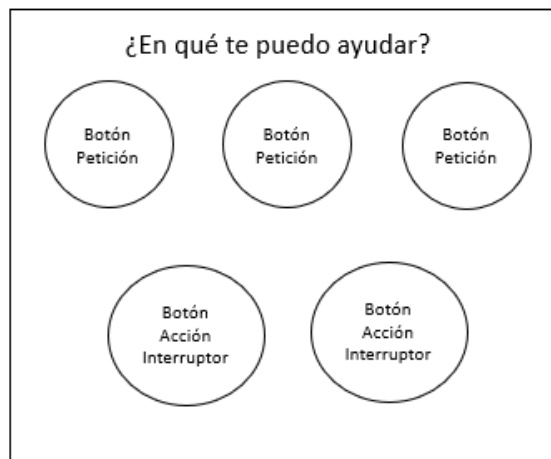 ¿En qué te puedo ayudar?
Botón
Petición
Botón
Petición
Botón
Petición
Botón
Acción
Interruptor
Botón
Acción
Interruptor